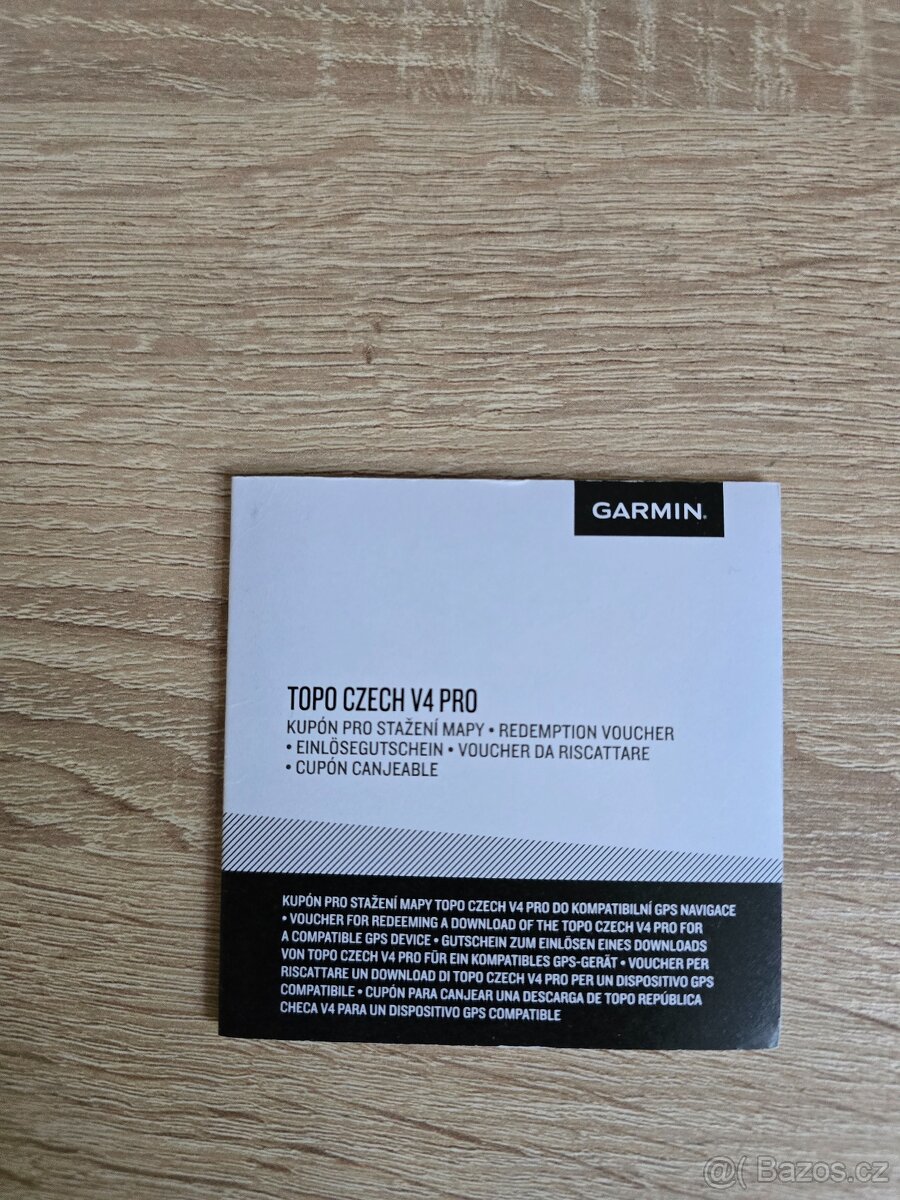 GARMIN.
TOPO CZECH V4 PRO
KUPÓN PRO STAŽENÍ MAPY • REDEMPTION VOUCHER
• EINLÖSEGUTSCHEIN • VOUCHER DA RISCATTARE
• CUPÓN CANJEABLE
KUPÓN PRO STAŽENÍ MAPY TOPO CZECH V4 PRO DO KOMPATIBILNÍ GPS NAVIGACE
• VOUCHER FOR REDEEMING A DOWNLOAD OF THE TOPO CZECH V4 PRO FOR
A COMPATIBLE GPS DEVICE • GUTSCHEIN ZUM EINLÖSEN EINES DOWNLOADS
VON TOPO CZECH V4 PRO FÜR EIN KOMPATIBLES GPS-GERÄT • VOUCHER PER
RISCATTARE UN DOWNLOAD DI TOPO CZECH V4 PRO PER UN DISPOSITIVO GPS
COMPATIBILE • CUPÓN PARA CANJEAR UNA DESCARGA DE TOPO REPÚBLICA
CHECA V4 PARA UN DISPOSITIVO GPS COMPATIBLE
@( Bazos.cz